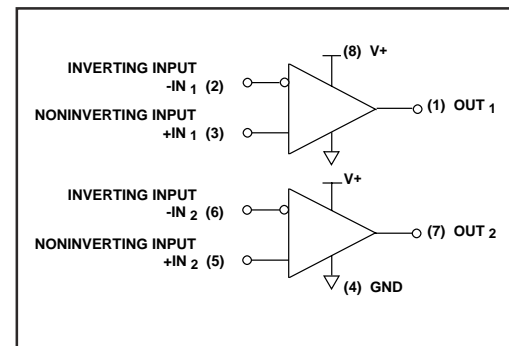 (8) V+
INVERTING INPUT
-IN 1 (2)
(1) OUT 1
NONINVERTING INPUT
+IN 1 (3)
V+
INVERTING INPUT
-IN 2 (6)
(7) OUT 2
NONINVERTING INPUT
+IN 2 (5)
(4) GND